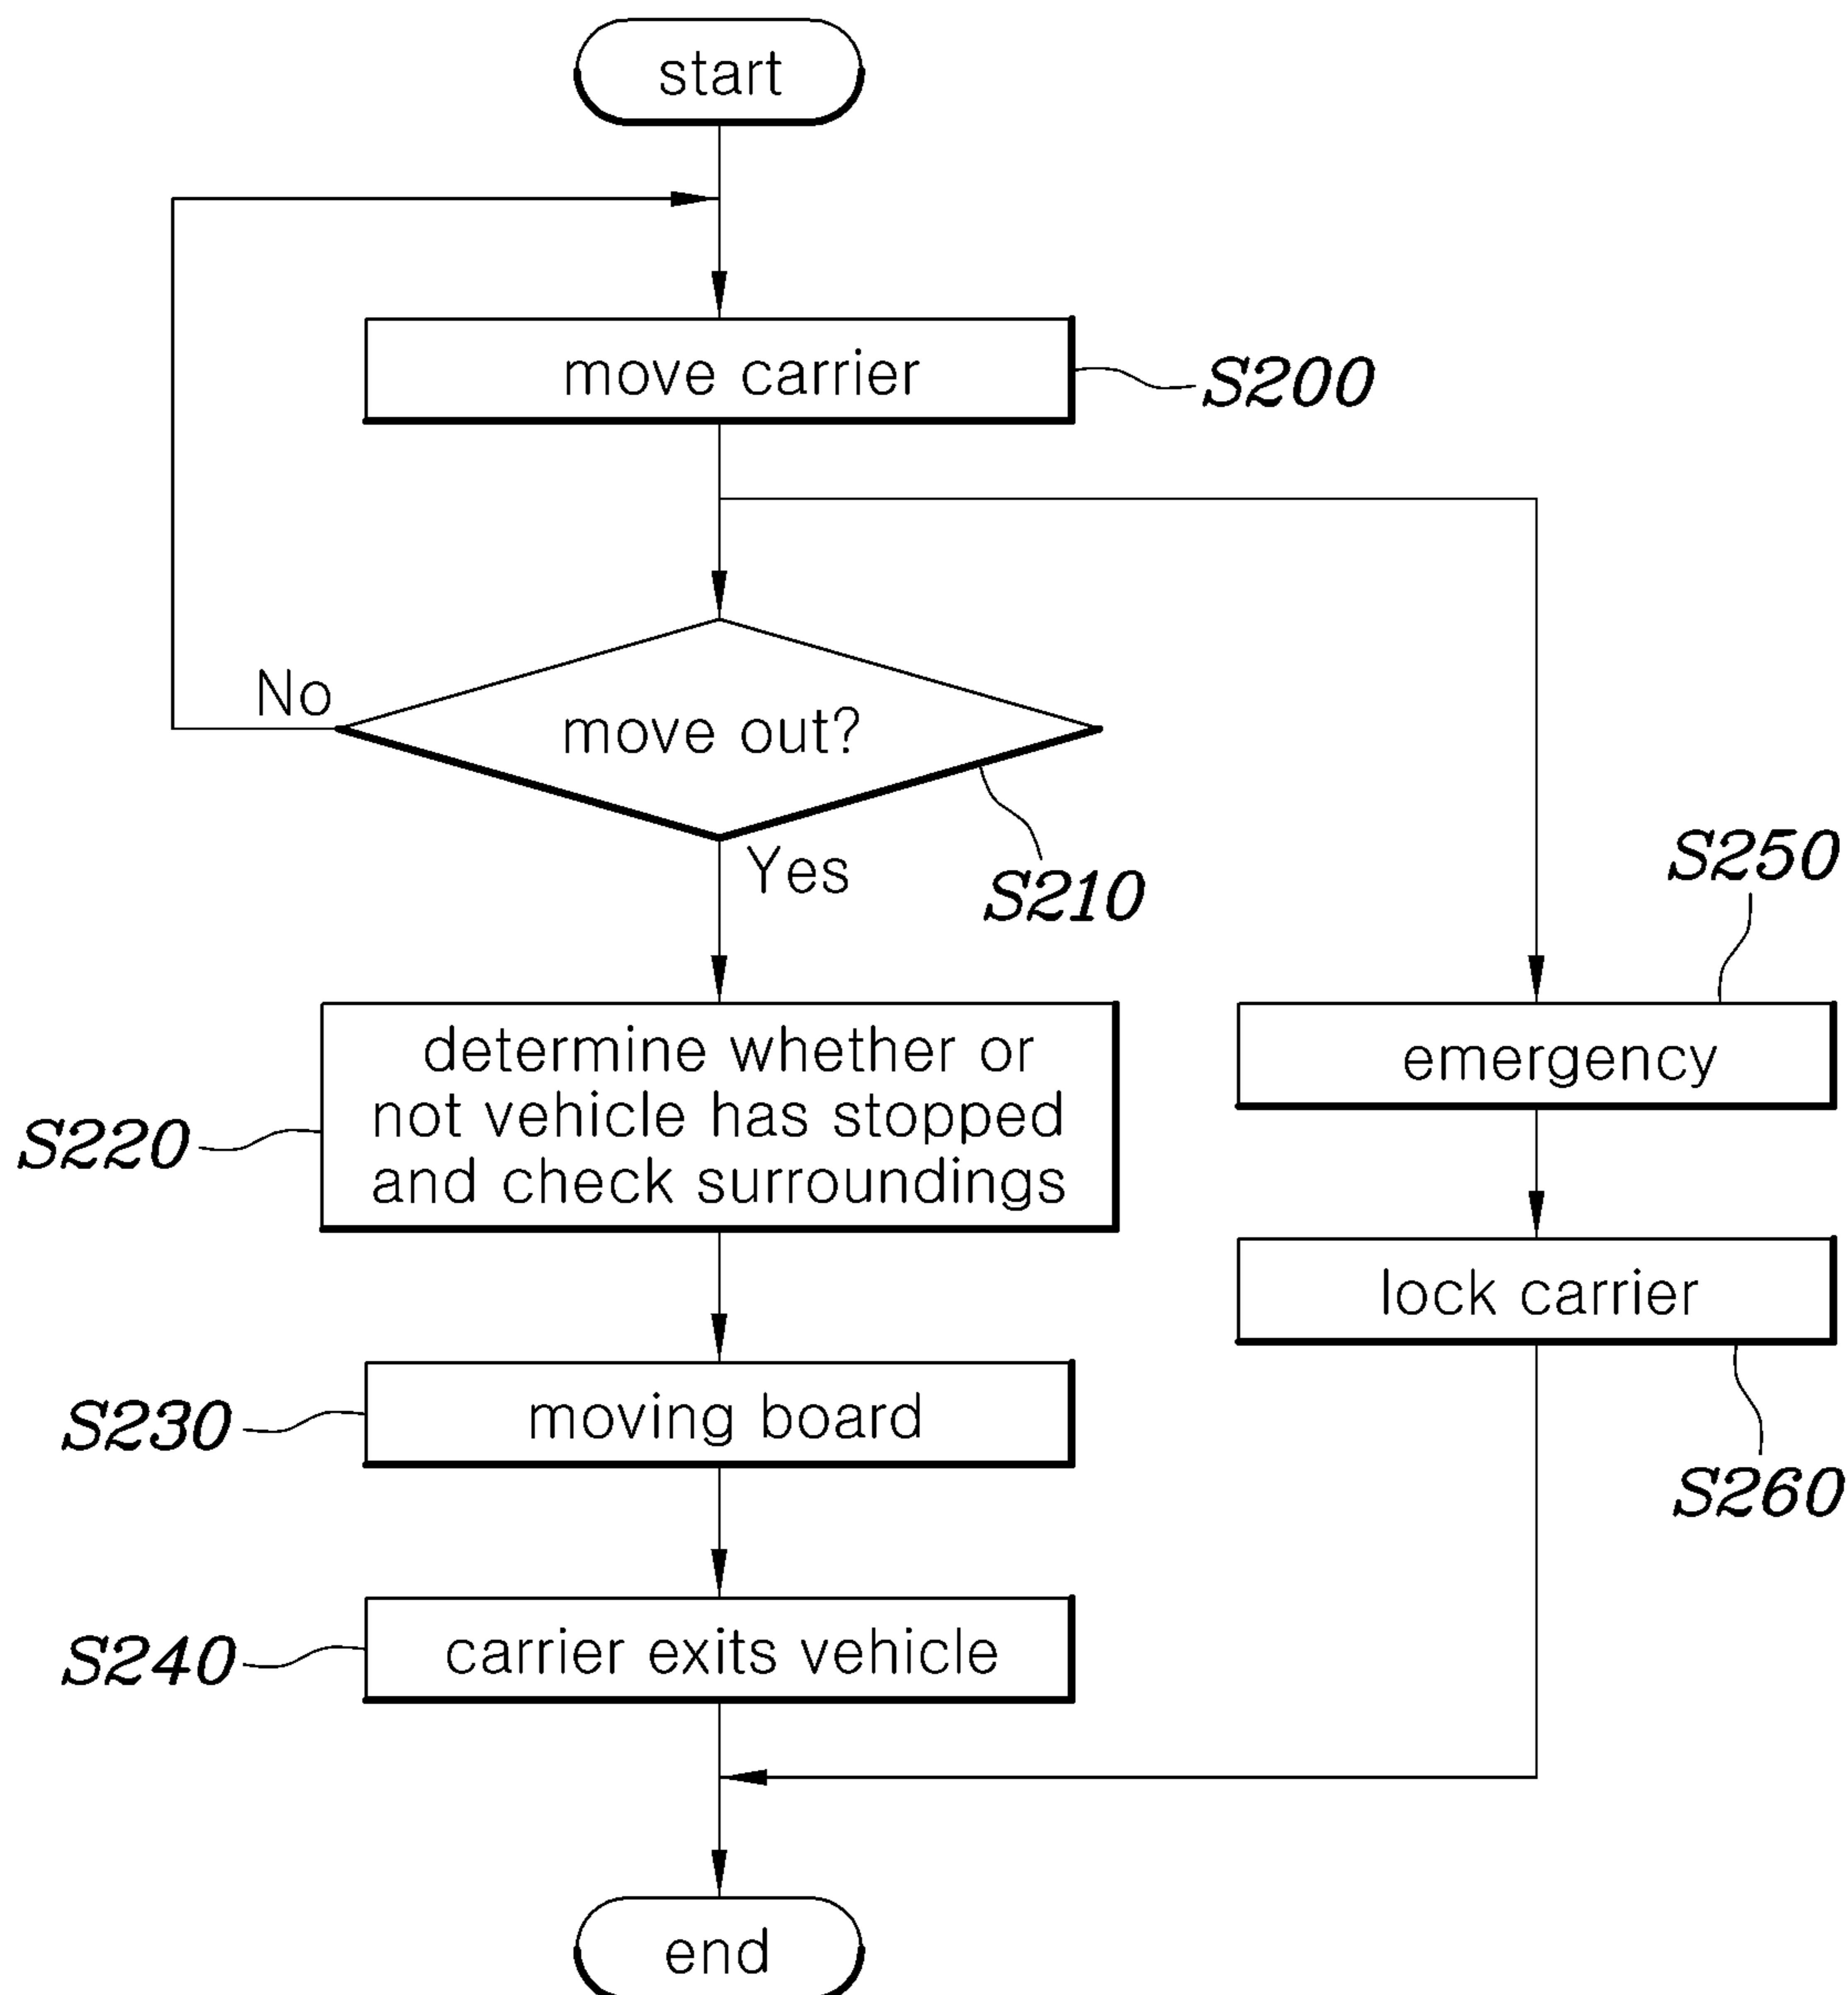 start
move carrier
S200
No
move out?
Yes
S210
S250
determine whether or
not vehicle has stopped
and check surroundings
S220
emergency
lock carrier
S230
moving board
S260
S240
carrier exits vehicle
end